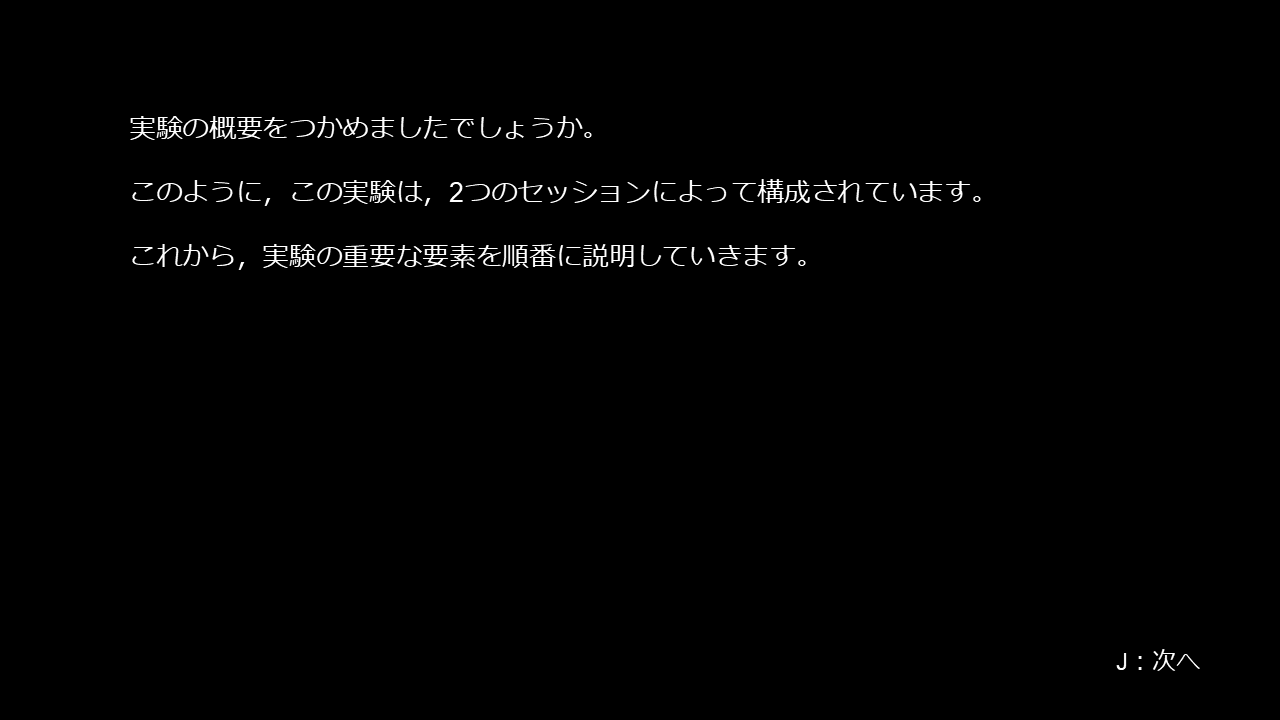 実験の概要をつかめましたでしょうか。
このように，この実験は，2つのセッションによって構成されています。
これから，実験の重要な要素を順番に説明していきます。
J：次へ